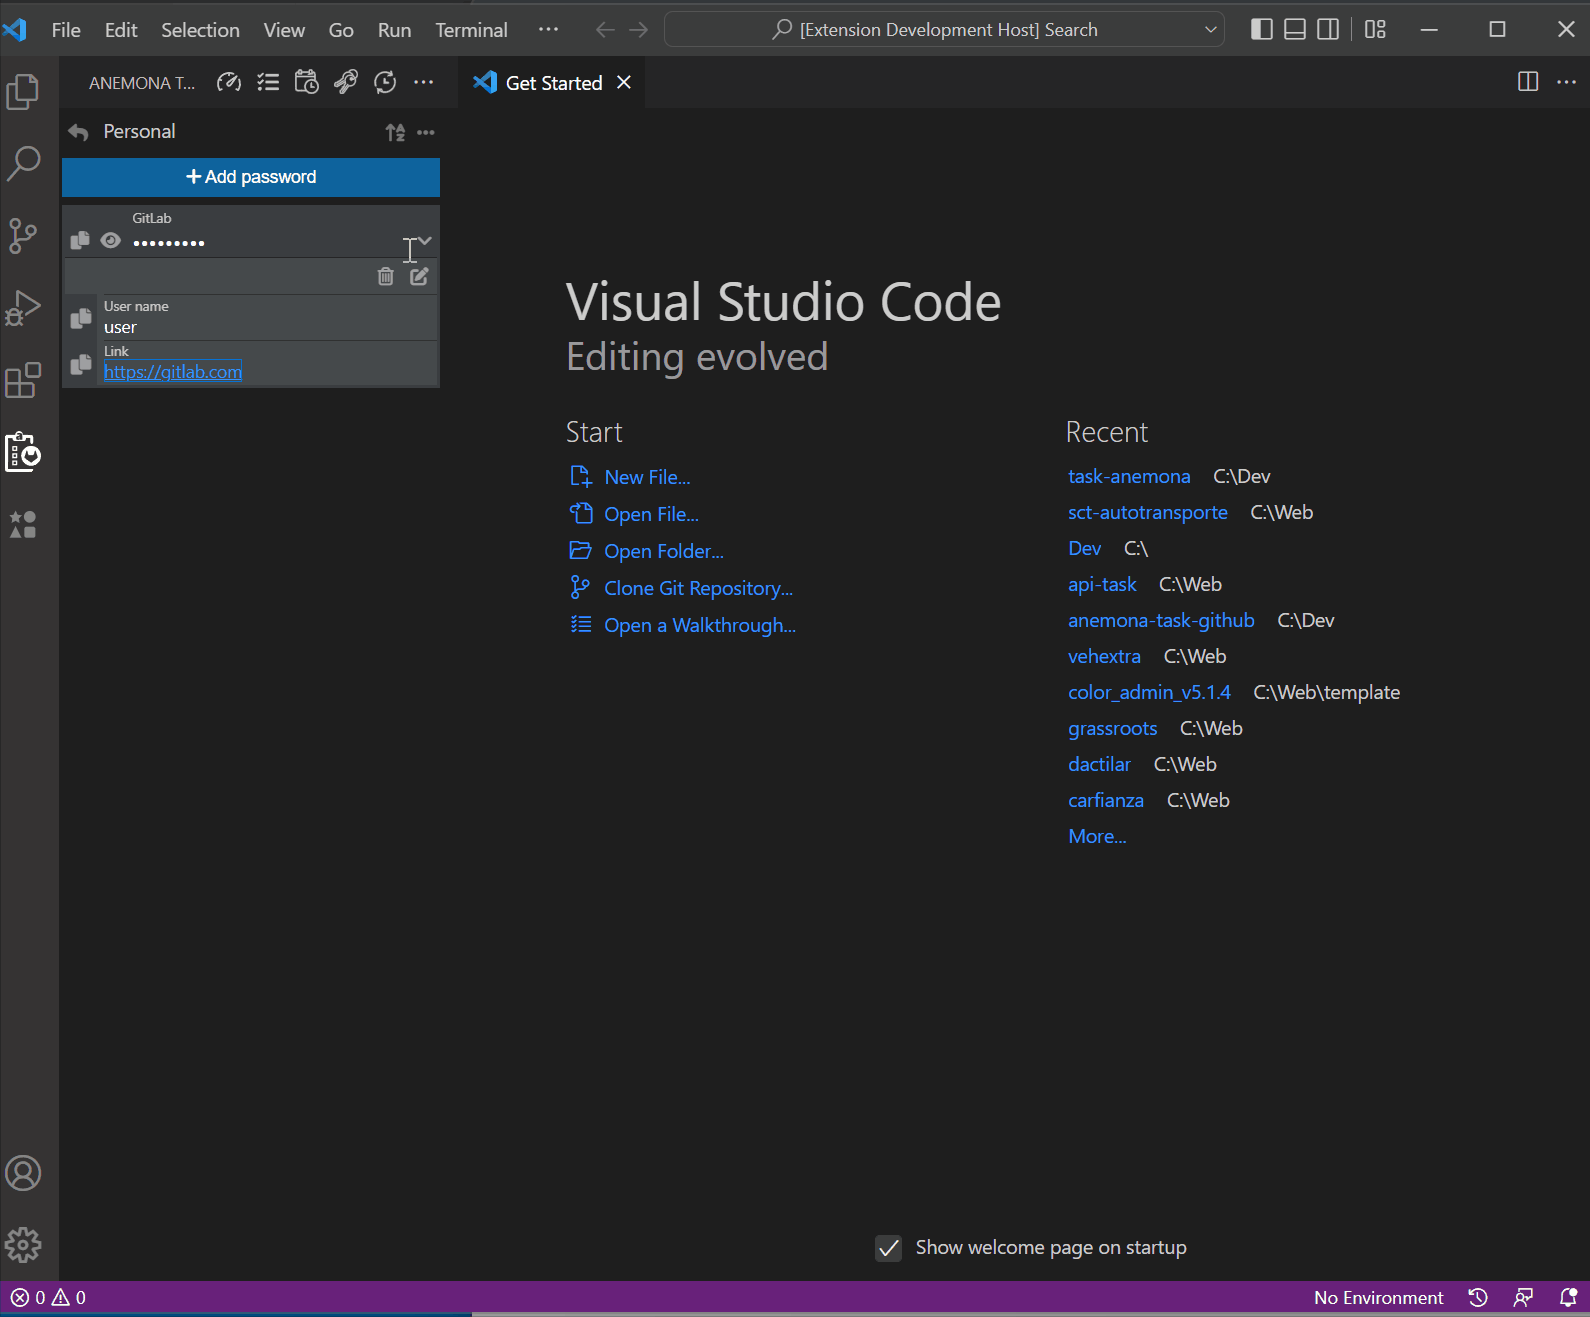 File Edit Selection View Go Run Terminal ··· [Extension Development Host] Search
ANEMONA T... ··· Get Started
Personal
+ Add password
GitLab
•••••••••
User name
user
Link
https://gitlab.com
Visual Studio Code
Editing evolved
Start
New File...
Open File...
Open Folder...
Clone Git Repository...
Open a Walkthrough...
Recent
task-anemona C:\Dev
sct-autotransporte C:\Web
Dev C:\
api-task C:\Web
anemona-task-github C:\Dev
vehextra C:\Web
color_admin_v5.1.4 C:\Web\template
grassroots C:\Web
dactilar C:\Web
carfianza C:\Web
More...
Show welcome page on startup
0 0 No Environment